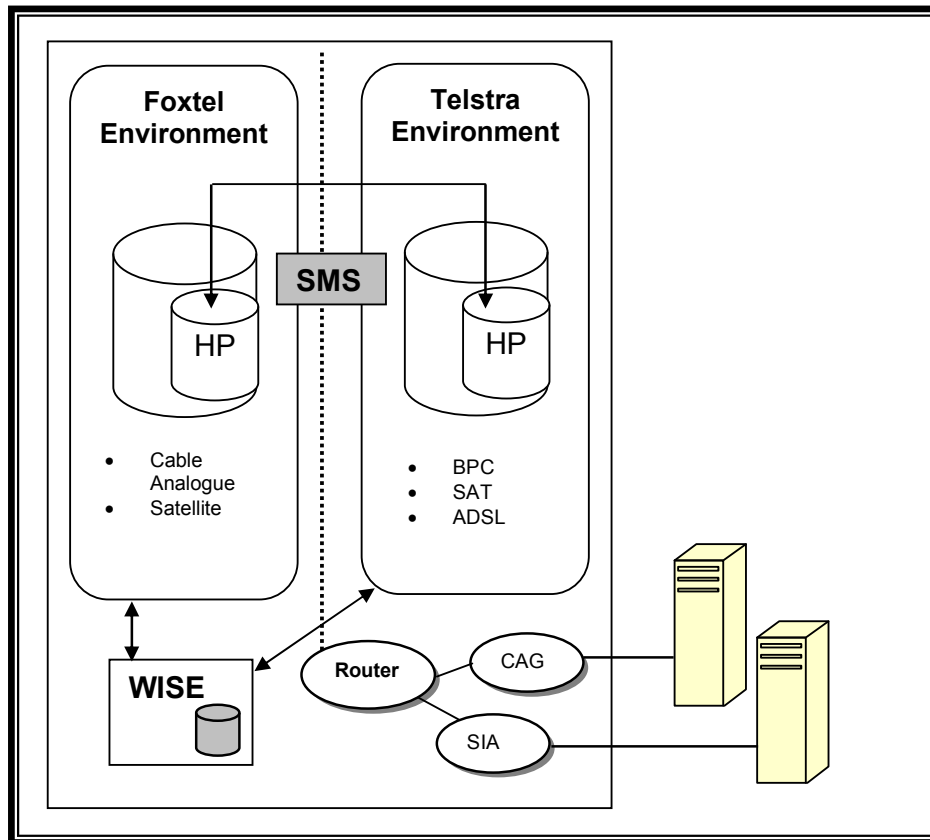 Foxtel
Environment
Telstra
Environment
SMS
HP
HP
• Cable
Analogue
• Satellite
• BPC
• SAT
• ADSL
WISE
Router
CAG
SIA